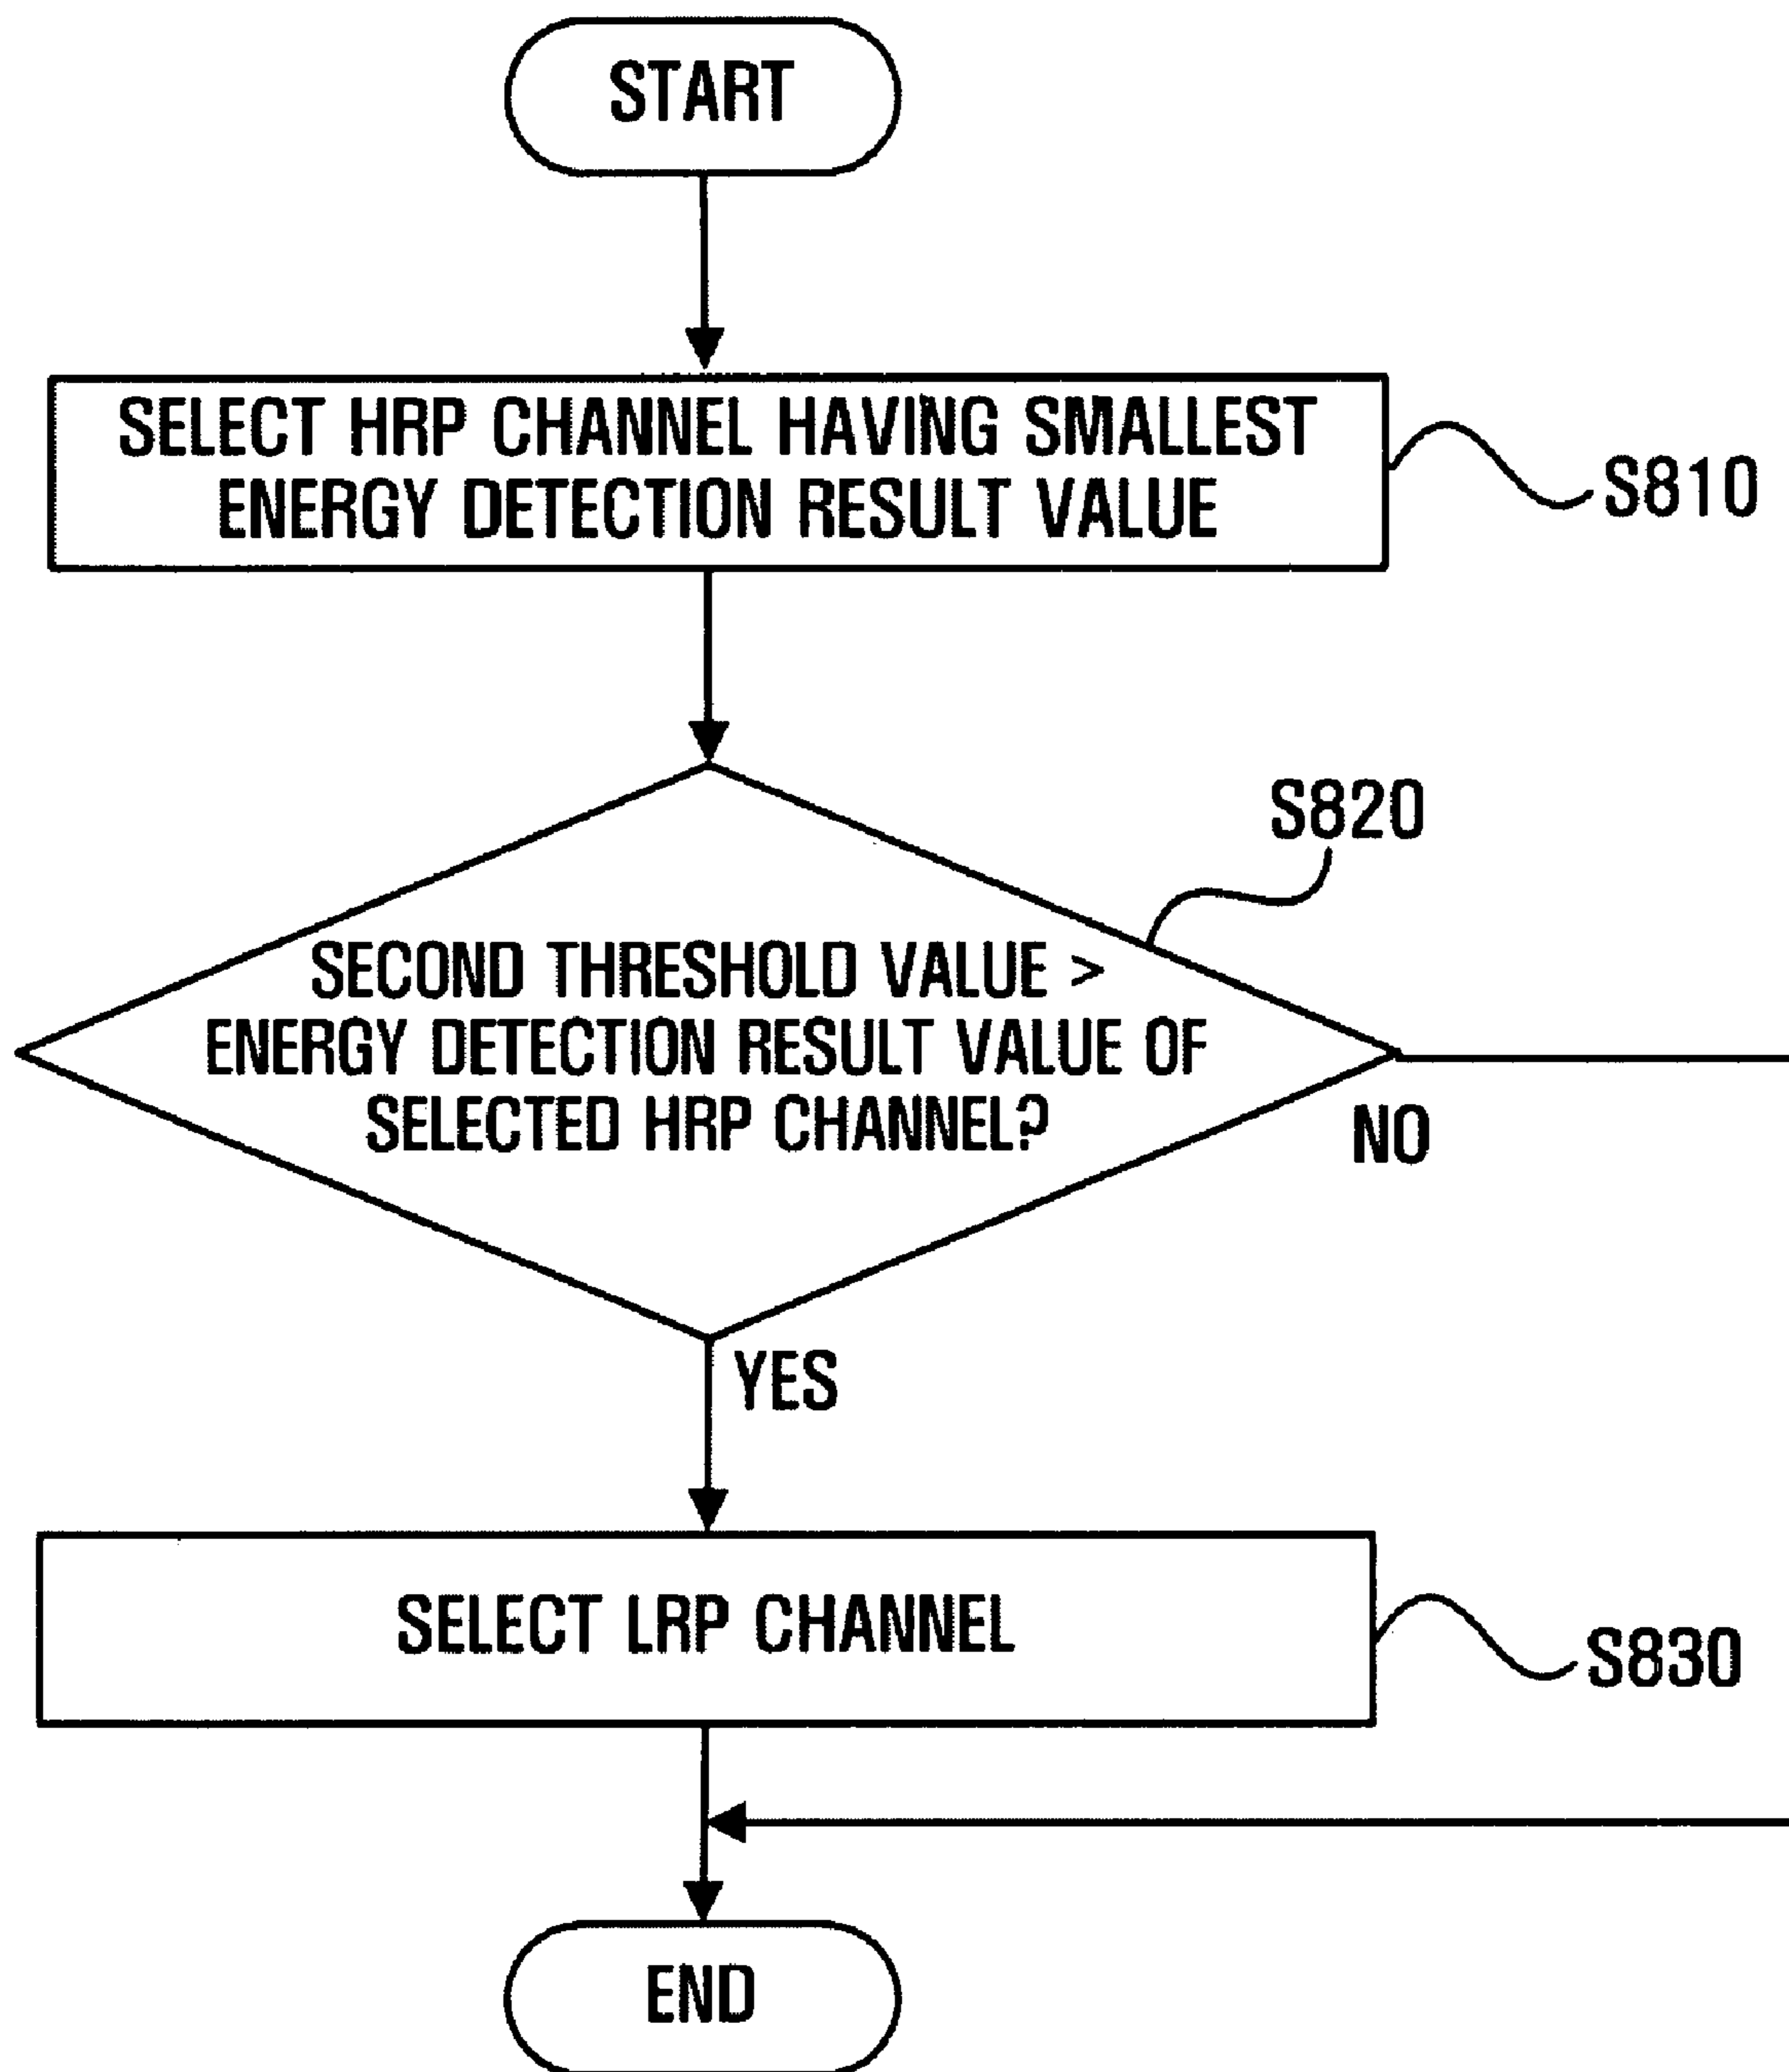 START
SELECT HRP CHANNEL HAVING SMALLEST
ENERGY DETECTION RESULT VALUE
S810
S820
SECOND THRESHOLD VALUE >
ENERGY DETECTION RESULT VALUE OF
SELECTED HRP CHANNEL?
NO
YES
SELECT LRP CHANNEL
S830
END